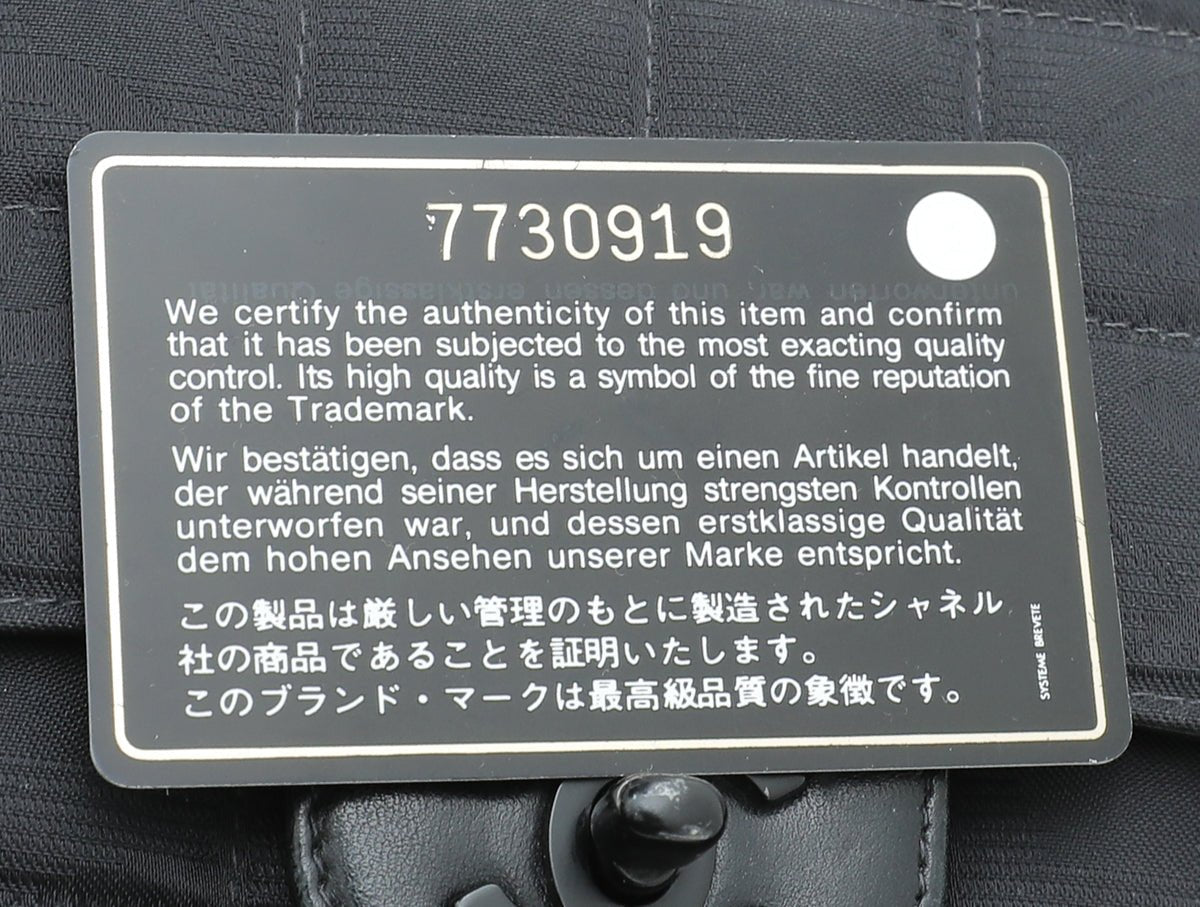 7730919
We certify the authenticity of this item and confirm
that it has been subjected to the most exacting quality
control. Its high quality is a symbol of the fine reputation
of the Trademark.
Wir bestätigen, dass es sich um einen Artikel handelt,
der während seiner Herstellung strengsten Kontrollen
unterworfen war, und dessen erstklassige Qualität
dem hohen Ansehen unserer Marke entspricht.
この製品は厳しい管理のもとに製造されたシャネル
社の商品であることを証明いたします。
このブランド・マークは最高級品質の象徴です。
SYSTEME BREVETE